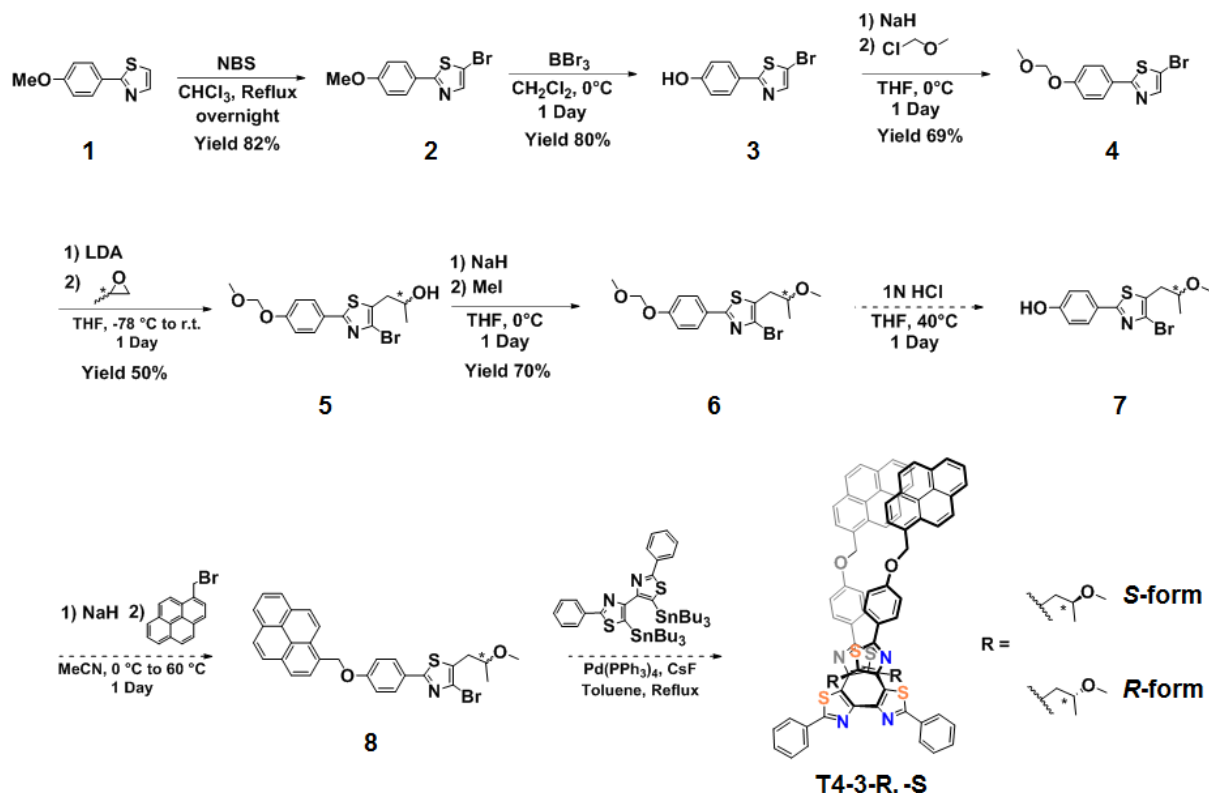 MeO
S
N
1
NBS
CHCl3, Reflux
overnight
Yield 82%
MeO
S
Br
N
2
BBr3
CH2Cl2, 0°C
1 Day
Yield 80%
HO
S
Br
N
3
1) NaH
2) Cl O
THF, 0°C
1 Day
Yield 69%
O
O
S
Br
N
4
1) LDA
2) * O
THF, -78 °C to r.t.
1 Day
Yield 50%
O
O
S
* OH
N
Br
5
1) NaH
2) MeI
THF, 0°C
1 Day
Yield 70%
O
O
S
* O
N
Br
6
1N HCl
THF, 40°C
1 Day
HO
S
* O
N
Br
7
Br
1) NaH 2)
MeCN, 0 °C to 60 °C
1 Day
O
S
* O
N
Br
8
N
S
N
S
SnBu3
SnBu3
Pd(PPh3)4, CsF
Toluene, Reflux
O
O
N S S N
R R
S S
N N
T4-3-R, -S
R =
O
*
S-form
O
*
R-form